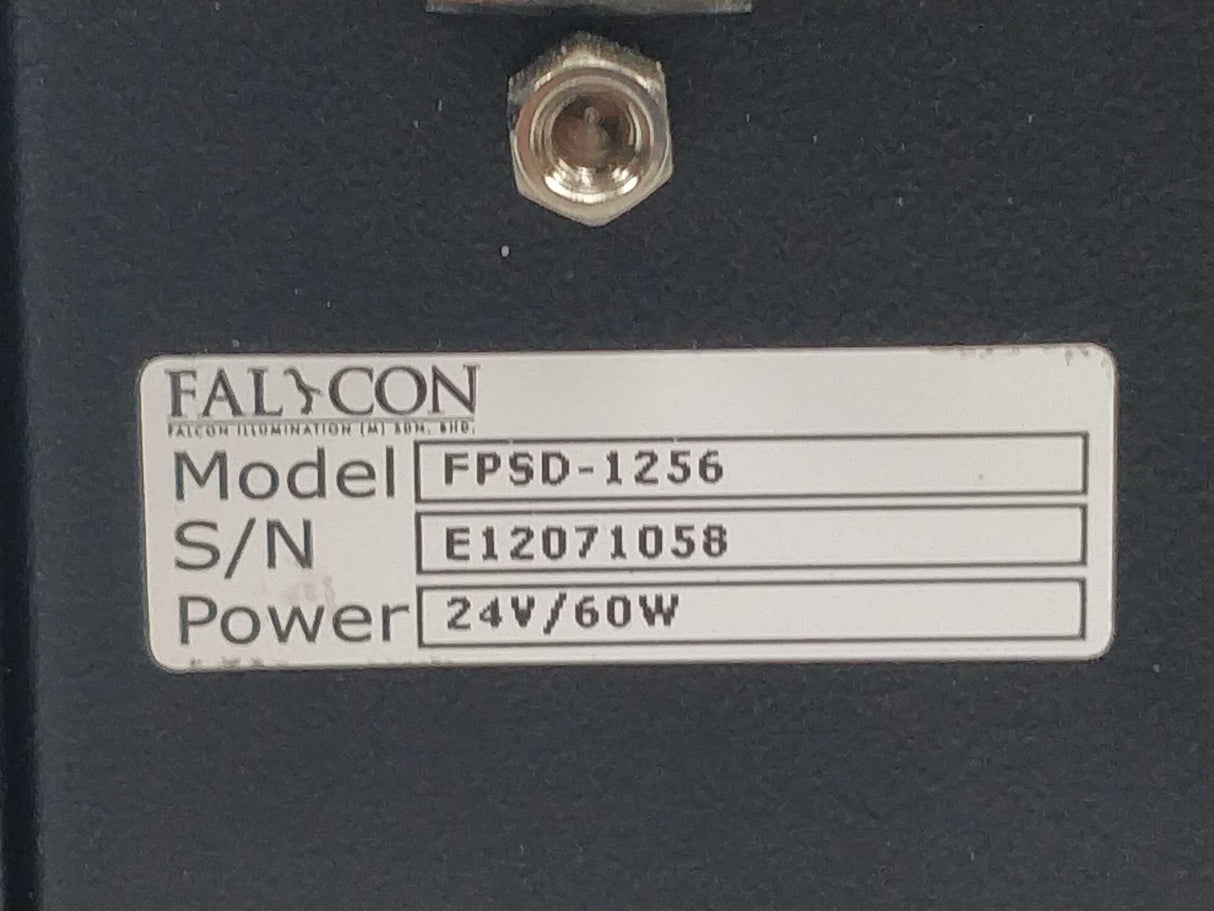 FALCON
FALCON ILLUMINATION (M) SDN. BHD.
Model FPSD-1256
S/N E12071058
Power 24V/60W